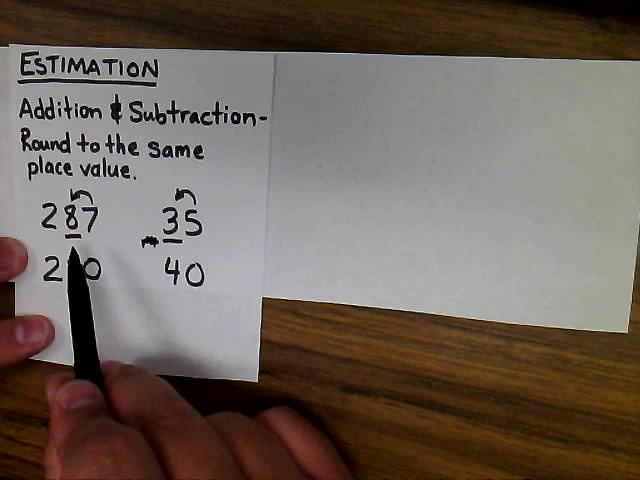 ESTIMATION
Addition & Subtraction-
Round to the same
place value.
287 35
40